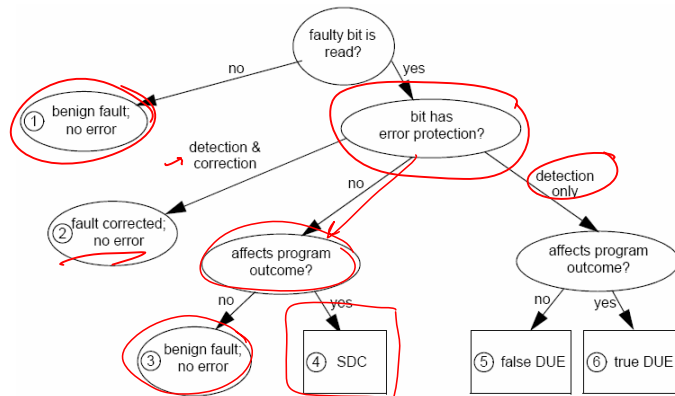 faulty bit is
read?
no
yes
1 benign fault;
no error
bit has
error protection?
detection &
correction
no
detection
only
2 fault corrected;
no error
affects program
outcome?
affects program
outcome?
no
yes
no
yes
3 benign fault;
no error
4 SDC
5 false DUE
6 true DUE